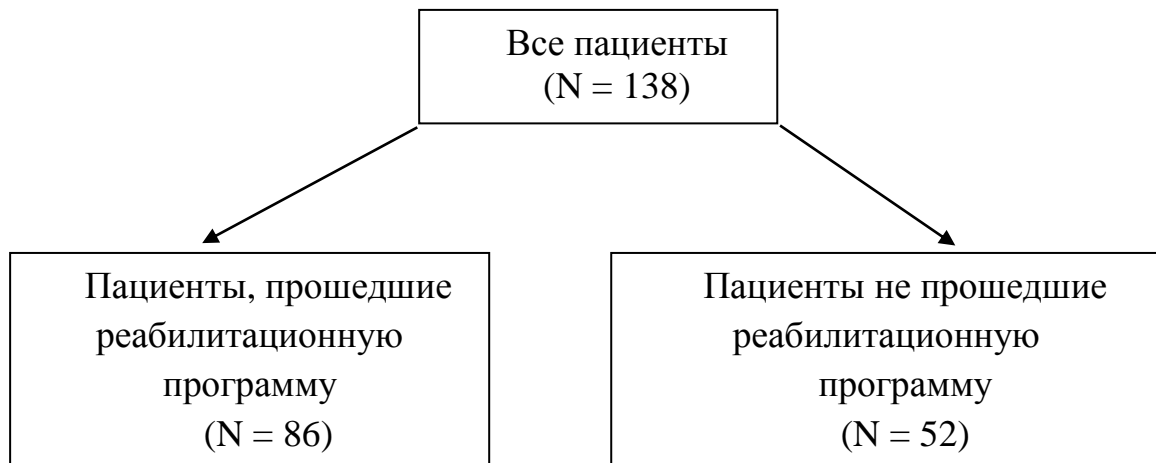 Все пациенты
(N = 138)
Пациенты, прошедшие
реабилитационную
программу
(N = 86)
Пациенты не прошедшие
реабилитационную
программу
(N = 52)